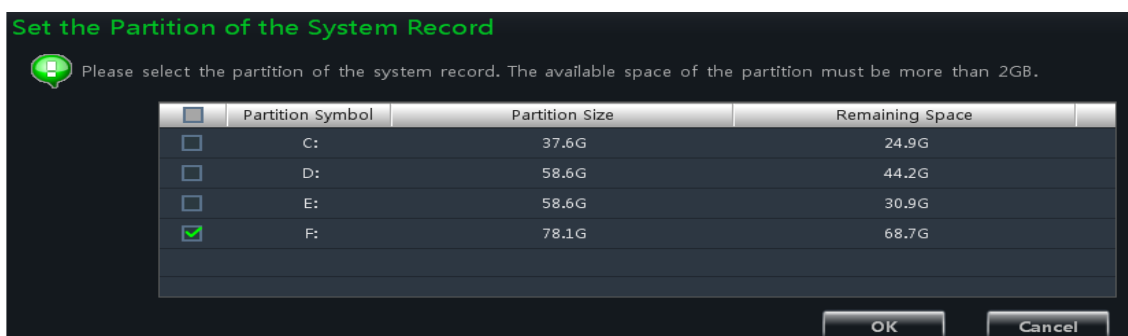 Set the Partition of the System Record
Please select the partition of the system record. The available space of the partition must be more than 2GB.
Partition Symbol Partition Size Remaining Space
C: 37.6G 24.9G
D: 58.6G 44.2G
E: 58.6G 30.9G
F: 78.1G 68.7G
OK Cancel